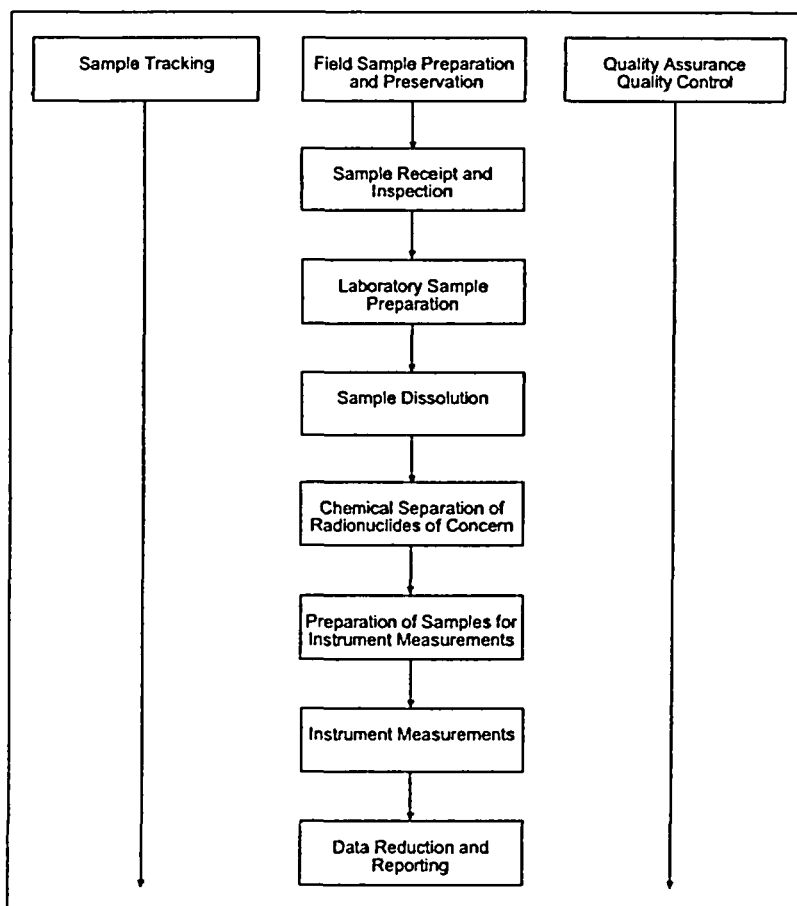 Sample Tracking
Field Sample Preparation
and Preservation
Quality Assurance
Quality Control
Sample Receipt and
Inspection
Laboratory Sample
Preparation
Sample Dissolution
Chemical Separation of
Radionuclides of Concern
Preparation of Samples for
Instrument Measurements
Instrument Measurements
Data Reduction and
Reporting